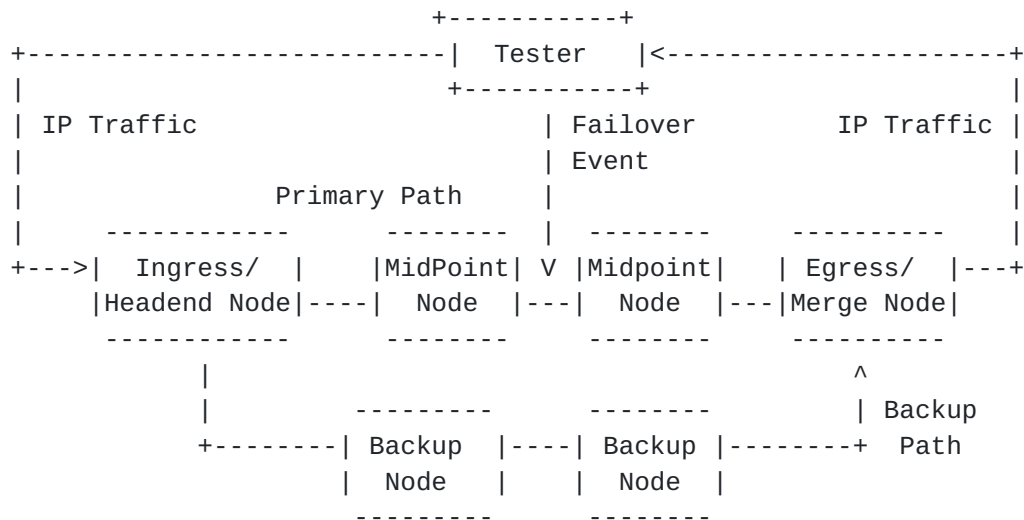 Tester
IP Traffic Failover IP Traffic
Event
Primary Path
Ingress/ MidPoint V Midpoint Egress/
Headend Node Node Node Merge Node
Backup
Backup Backup Path
Node Node